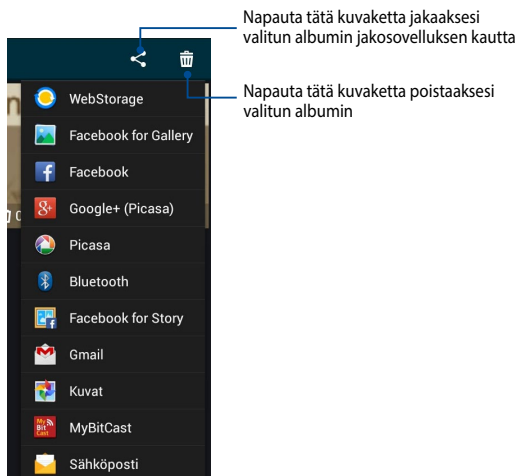 Napauta tätä kuvaketta jakaaksesi
valitun albumin jakosovelluksen kautta
Napauta tätä kuvaketta poistaaksesi
valitun albumin
WebStorage
Facebook for Gallery
Facebook
Google+ (Picasa)
Picasa
Bluetooth
Facebook for Story
Gmail
Kuvat
MyBitCast
Sähköposti